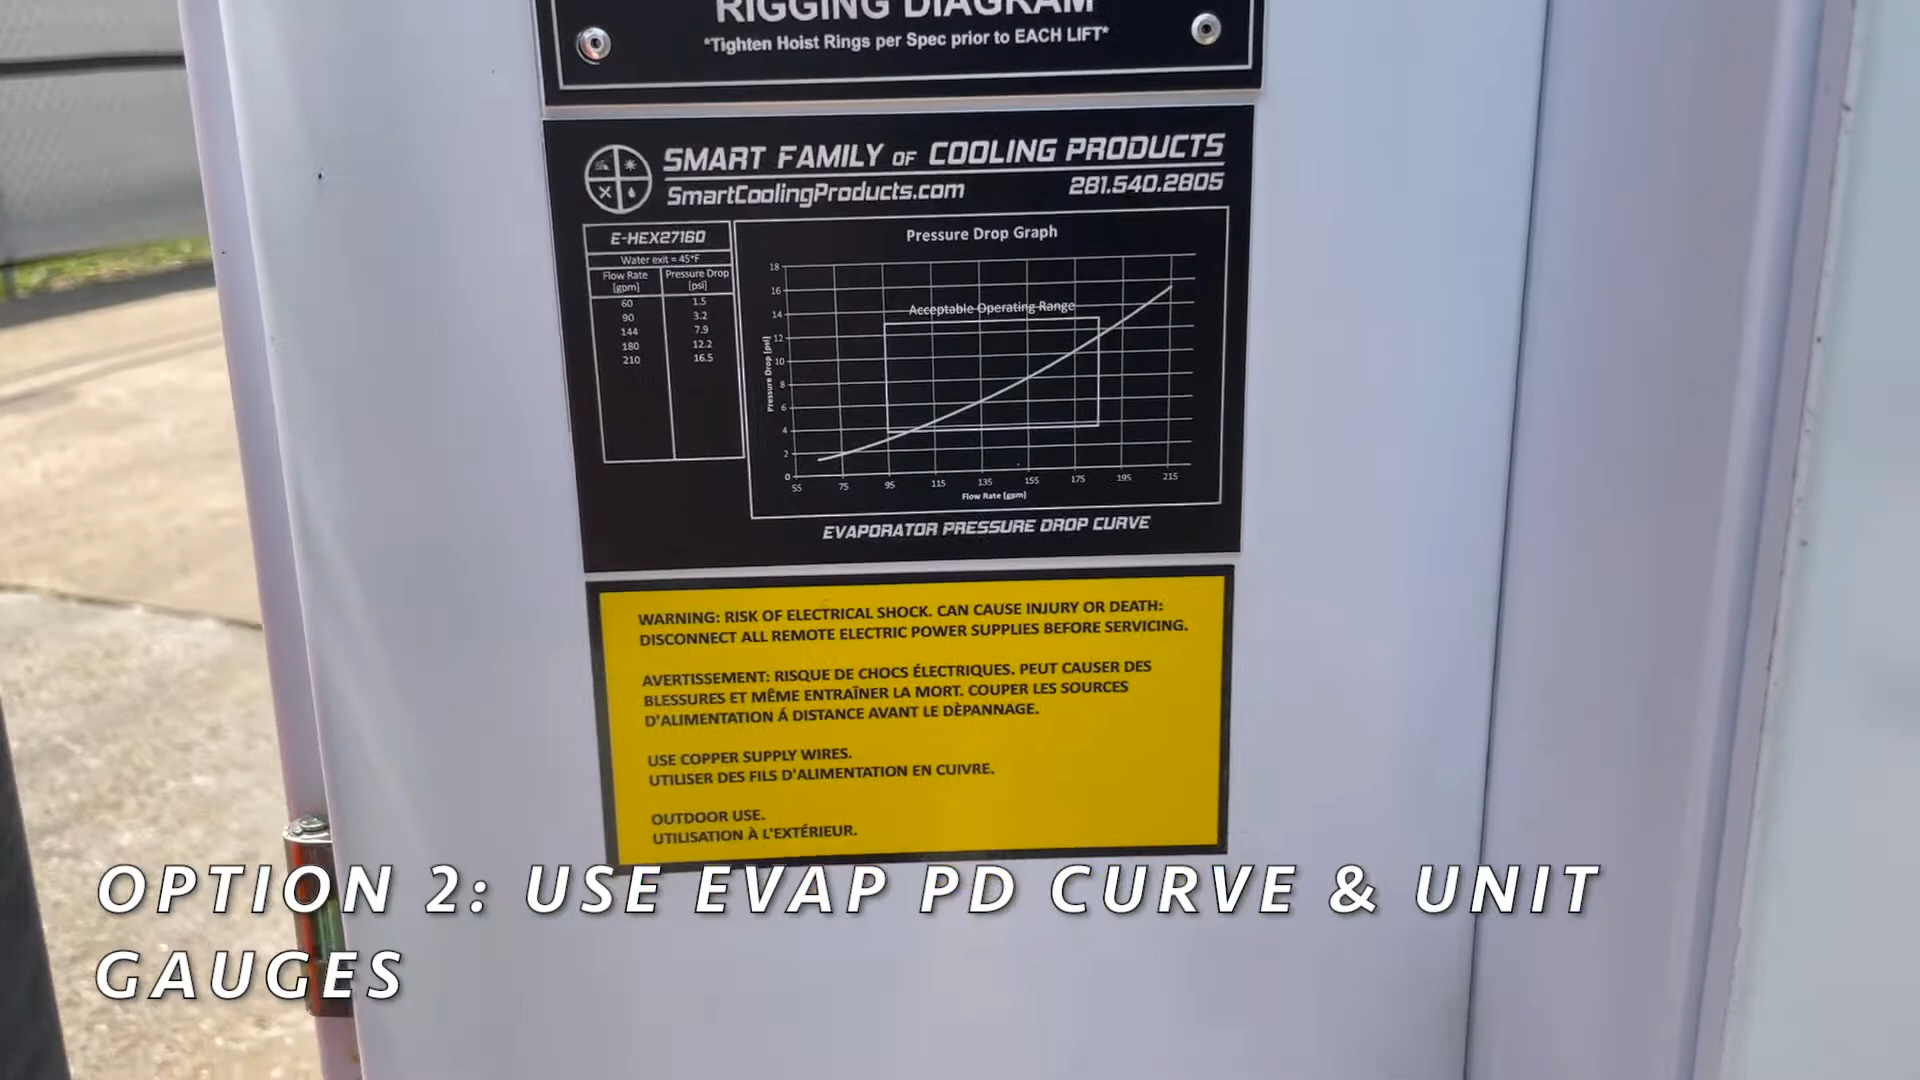 RIGGING DIAGRAM
*Tighten Hoist Rings per Spec prior to EACH LIFT*
SMART FAMILY OF COOLING PRODUCTS
SmartCoolingProducts.com 281.540.2805
E-HEX27160
Water exit = 45°F
Flow Rate [gpm] Pressure Drop [psi]
60 1.5
90 3.2
144 7.9
180 12.2
210 16.5
Pressure Drop Graph
Acceptable Operating Range
Pressure Drop [psi]
18
16
14
12
10
8
6
4
2
0
55 75 95 115 135 155 175 195 215
Flow Rate [gpm]
EVAPORATOR PRESSURE DROP CURVE
WARNING: RISK OF ELECTRICAL SHOCK. CAN CAUSE INJURY OR DEATH:
DISCONNECT ALL REMOTE ELECTRIC POWER SUPPLIES BEFORE SERVICING.
AVERTISSEMENT: RISQUE DE CHOCS ÉLECTRIQUES. PEUT CAUSER DES
BLESSURES ET MÊME ENTRAÎNER LA MORT. COUPER LES SOURCES
D'ALIMENTATION Á DISTANCE AVANT LE DÈPANNAGE.
USE COPPER SUPPLY WIRES.
UTILISER DES FILS D'ALIMENTATION EN CUIVRE.
OUTDOOR USE.
UTILISATION À L'EXTÉRIEUR.
OPTION 2: USE EVAP PD CURVE & UNIT
GAUGES